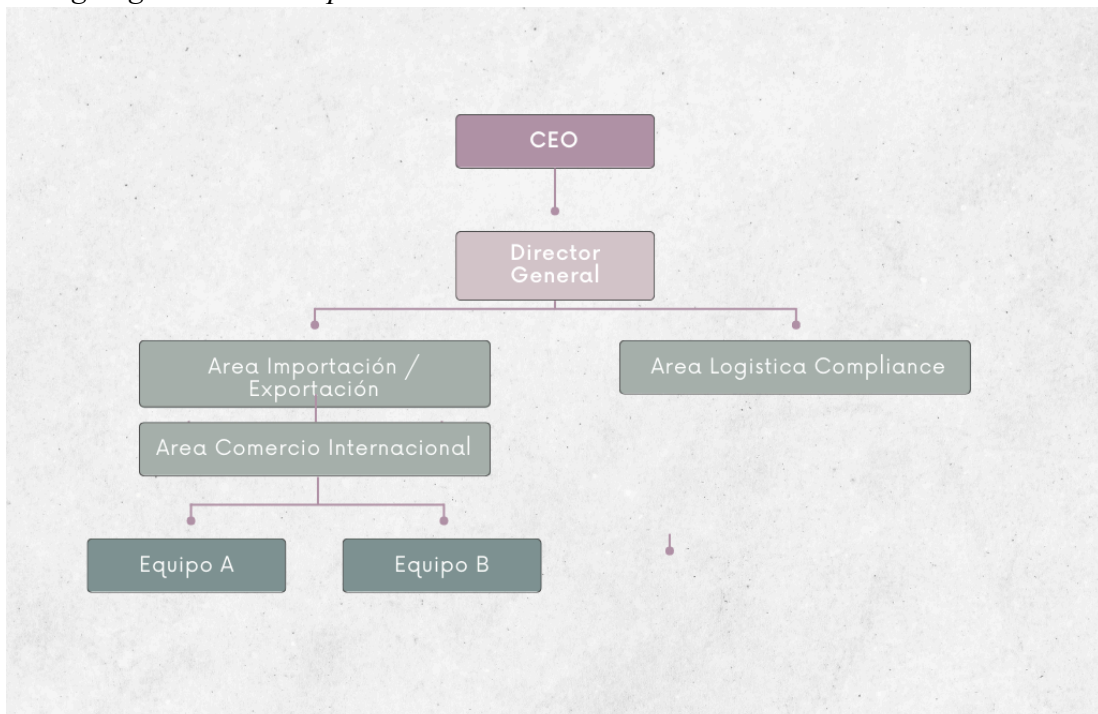 CEO
Director
General
Area Importación /
Exportación
Area Logistica Compliance
Area Comercio Internacional
Equipo A
Equipo B